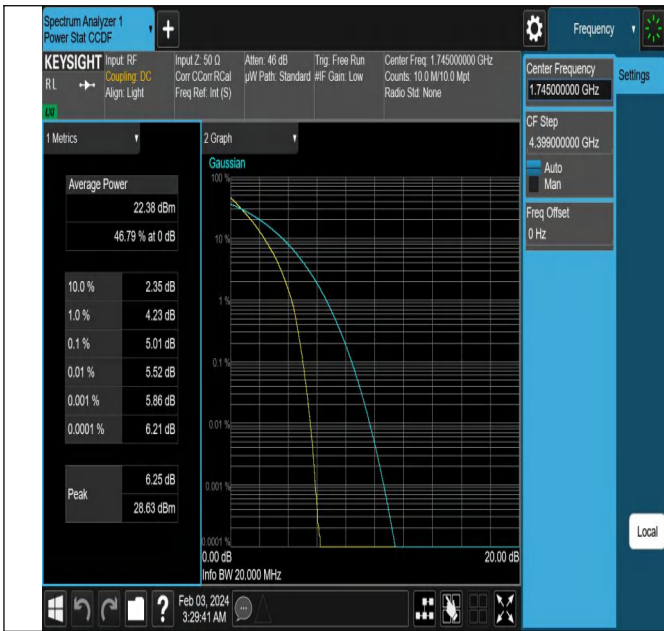 Spectrum Analyzer 1
Power Stat CCDF
Frequency
KEYSIGHT
RL
LXI
Input: RF
Coupling: DC
Align: Light
Input Z: 50 Ω
Corr CCorr RCal
Freq Ref: Int (S)
Atten: 46 dB
µW Path: Standard
Trig: Free Run
#IF Gain: Low
Center Freq: 1.745000000 GHz
Counts: 10.0 M/10.0 Mpt
Radio Std: None
Center Frequency
1.745000000 GHz
Settings
CF Step
4.399000000 GHz
Auto
Man
Freq Offset
0 Hz
1 Metrics
Average Power
22.38 dBm
46.79 % at 0 dB
10.0 % 2.35 dB
1.0 % 4.23 dB
0.1 % 5.01 dB
0.01 % 5.52 dB
0.001 % 5.86 dB
0.0001 % 6.21 dB
Peak
6.25 dB
28.63 dBm
2 Graph
Gaussian
100 %
10 %
1 %
0.1 %
0.01 %
0.001 %
0.0001 %
0.00 dB
20.00 dB
Info BW 20.000 MHz
Local
?
Feb 03, 2024
3:29:41 AM